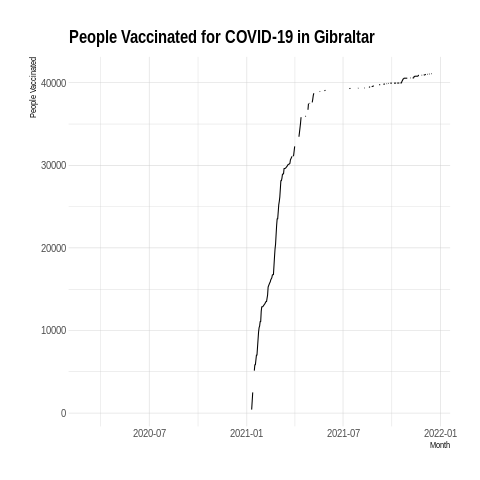 People Vaccinated for COVID-19 in Gibraltar
People Vaccinated
40000
30000
20000
10000
0
2020-07 2021-01 2021-07 2022-01
Month